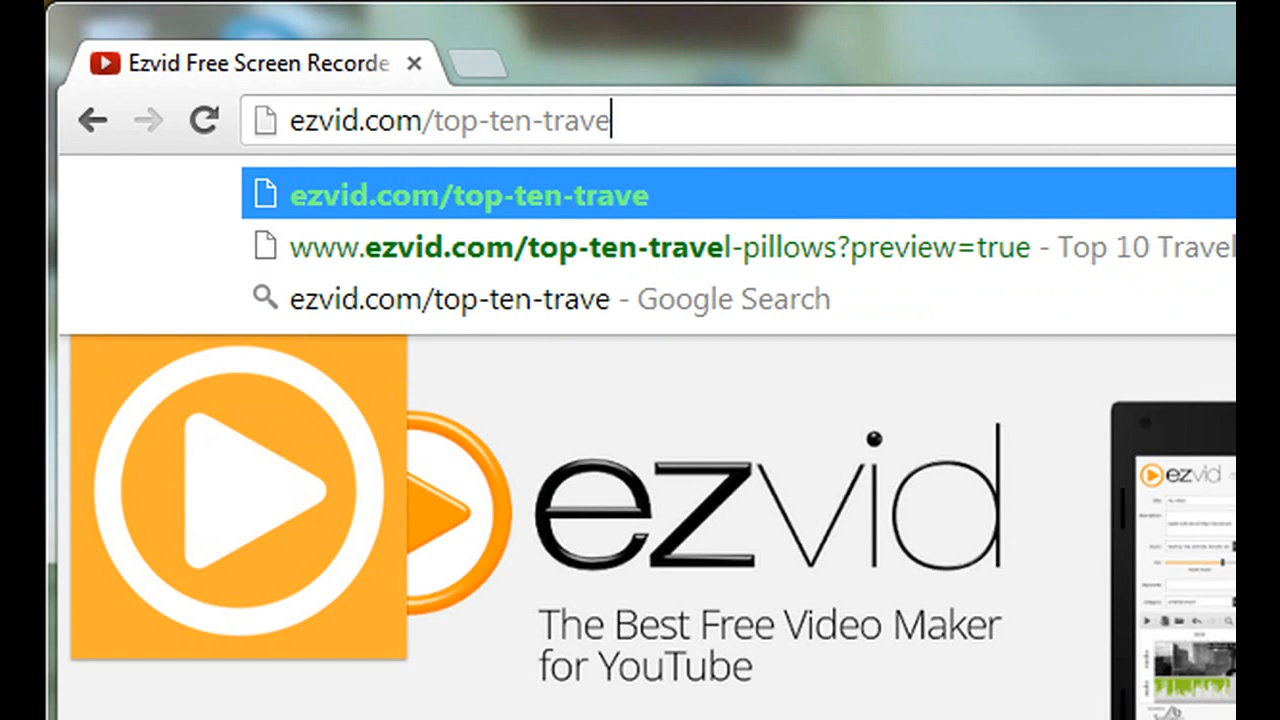 Ezvid Free Screen Recorde
ezvid.com/top-ten-trave
ezvid.com/top-ten-trave
www.ezvid.com/top-ten-travel-pillows?preview=true - Top 10 Travel
ezvid.com/top-ten-trave - Google Search
ezvid
The Best Free Video Maker
for YouTube
ezvid